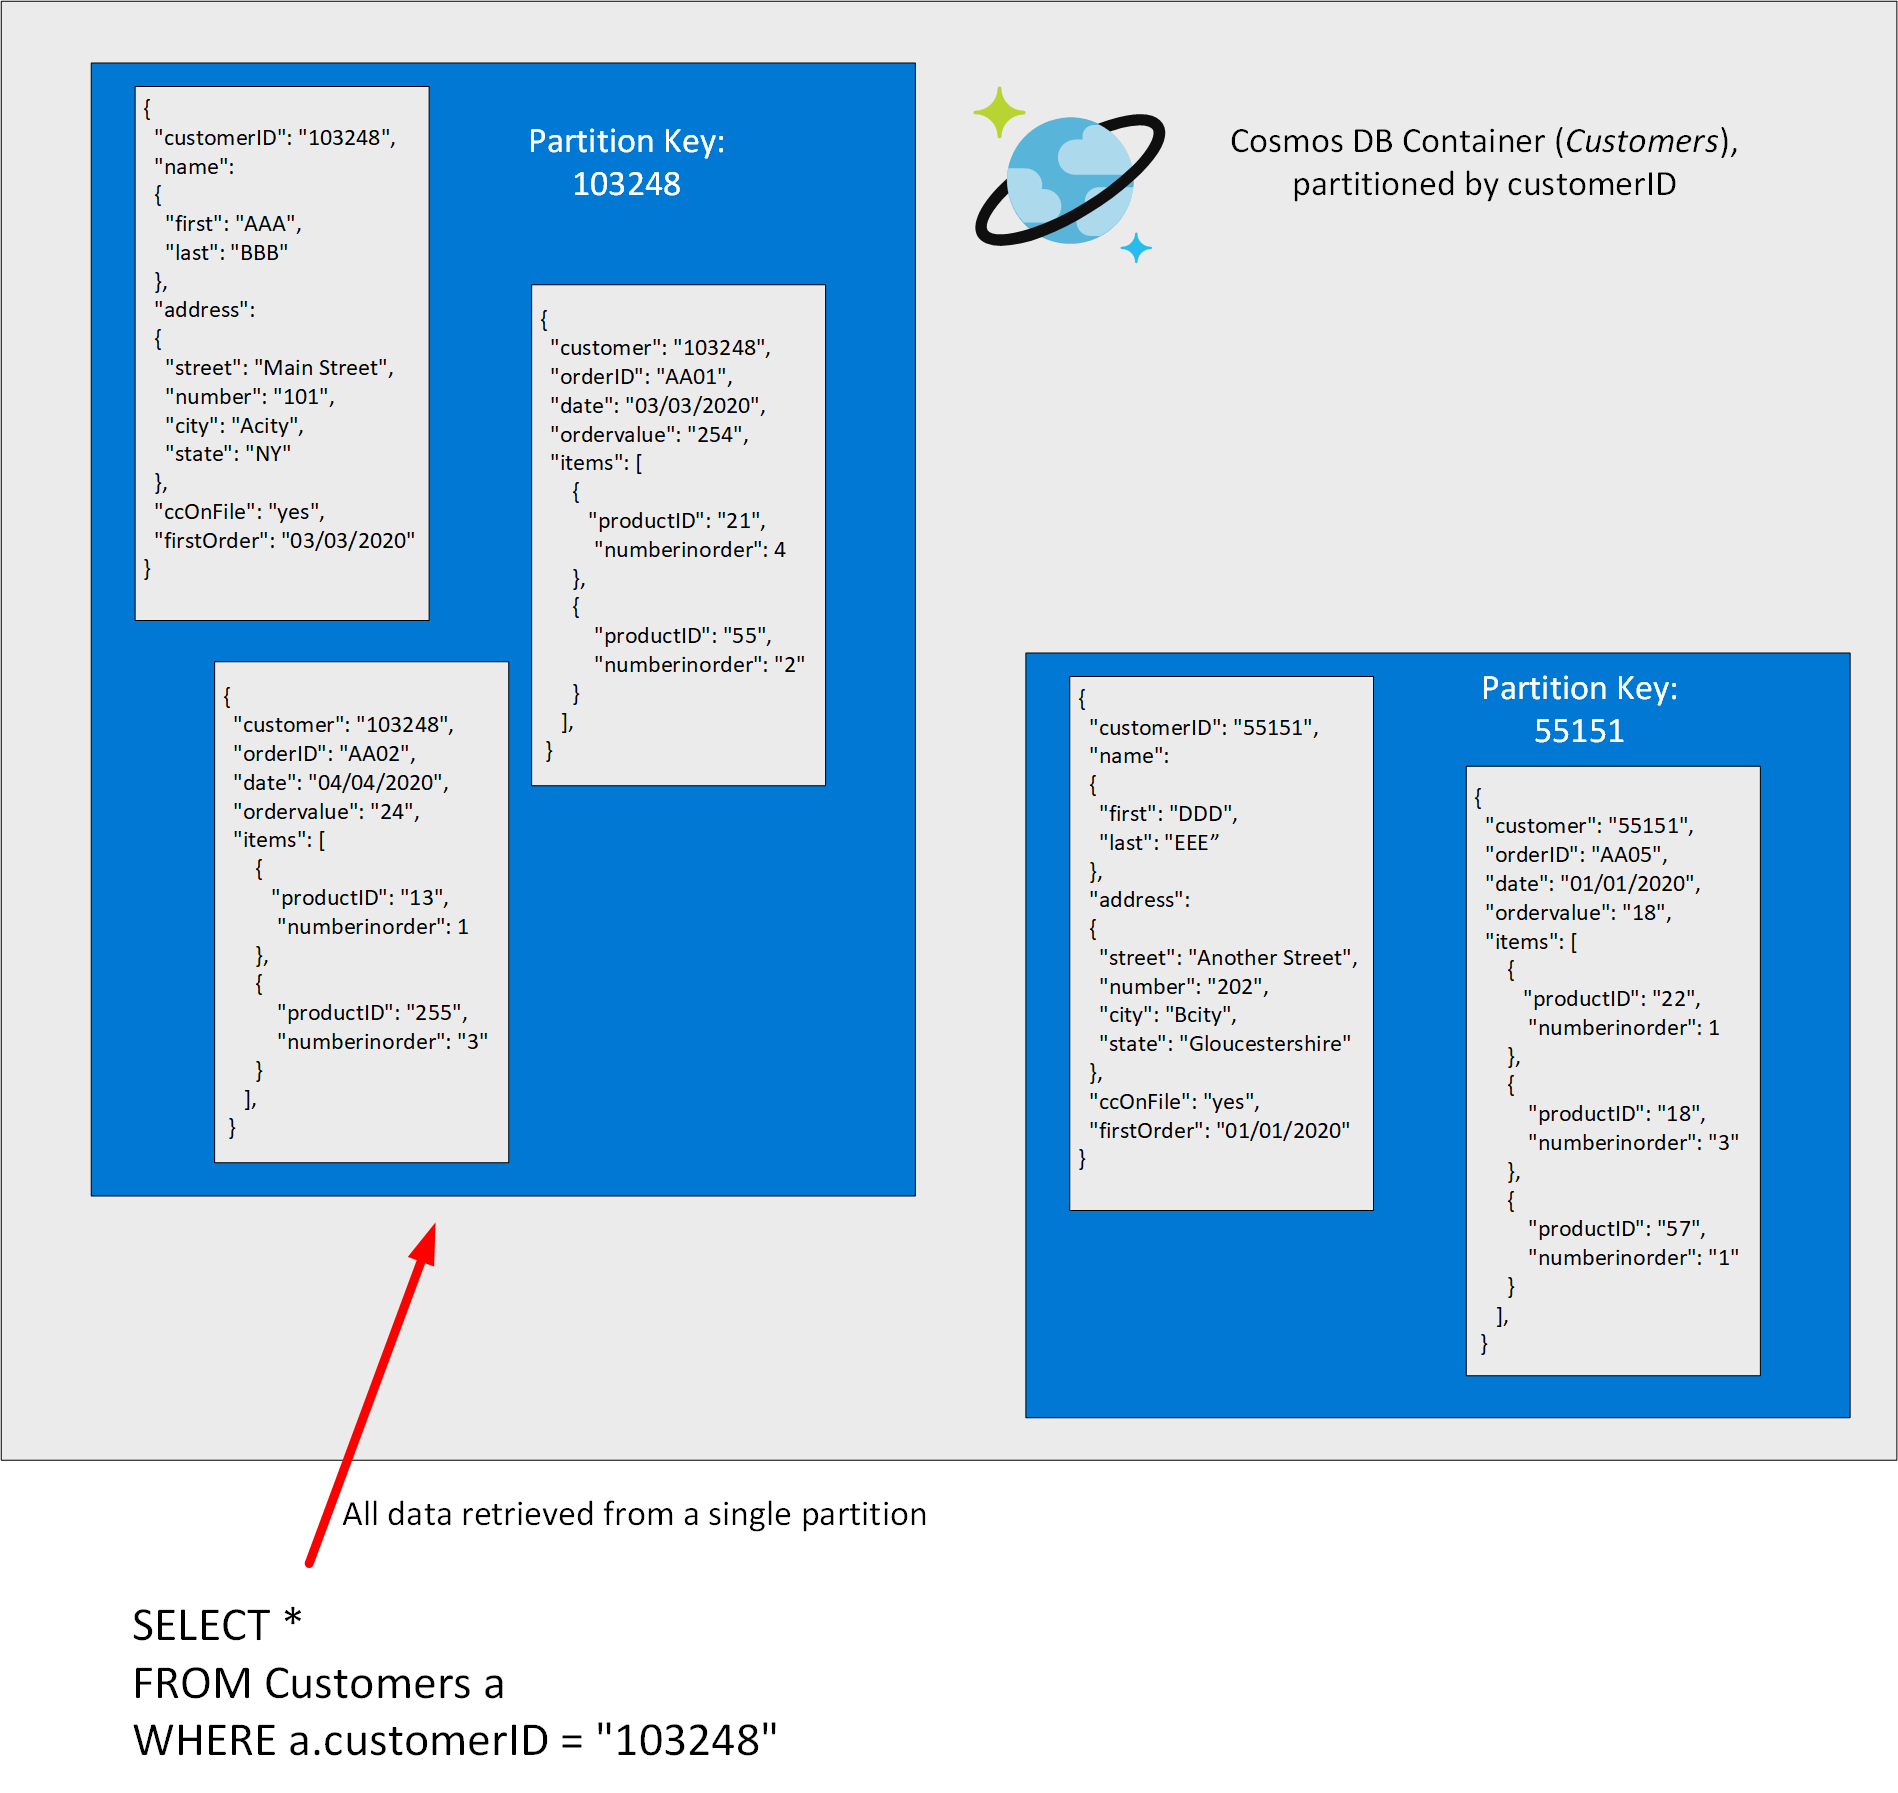 {
"customerID": "103248",
"name":
{
"first": "AAA",
"last": "BBB"
},
"address":
{
"street": "Main Street",
"number": "101",
"city": "Acity",
"state": "NY"
},
"ccOnFile": "yes",
"firstOrder": "03/03/2020"
}
Partition Key:
103248
{
"customer": "103248",
"orderID": "AA01",
"date": "03/03/2020",
"ordervalue": "254",
"items": [
{
"productID": "21",
"numberinorder": 4
},
{
"productID": "55",
"numberinorder": "2"
}
],
}
{
"customer": "103248",
"orderID": "AA02",
"date": "04/04/2020",
"ordervalue": "24",
"items": [
{
"productID": "13",
"numberinorder": 1
},
{
"productID": "255",
"numberinorder": "3"
}
],
}
Cosmos DB Container (Customers),
partitioned by customerID
{
"customerID": "55151",
"name":
{
"first": "DDD",
"last": "EEE”
},
"address":
{
"street": "Another Street",
"number": "202",
"city": "Bcity",
"state": "Gloucestershire"
},
"ccOnFile": "yes",
"firstOrder": "01/01/2020"
}
Partition Key:
55151
{
"customer": "55151",
"orderID": "AA05",
"date": "01/01/2020",
"ordervalue": "18",
"items": [
{
"productID": "22",
"numberinorder": 1
},
{
"productID": "18",
"numberinorder": "3"
},
{
"productID": "57",
"numberinorder": "1"
}
],
}
All data retrieved from a single partition
SELECT *
FROM Customers a
WHERE a.customerID = "103248"